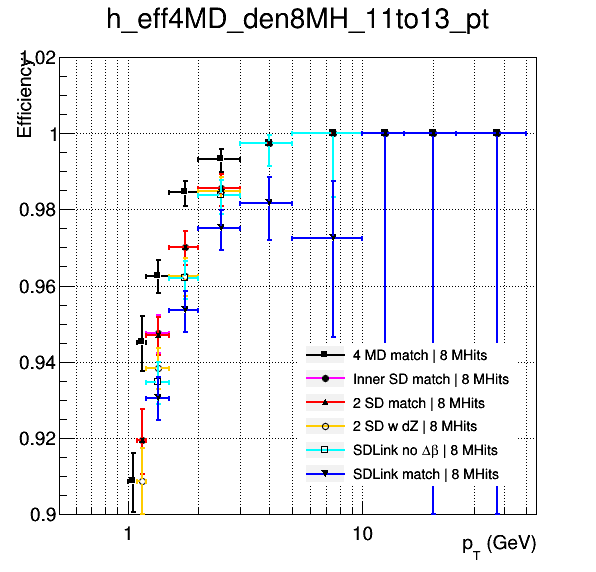 h_eff4MD_den8MH_11to13_pt
Efficiency
1.02
1
0.98
0.96
0.94
0.92
0.9
4 MD match | 8 MHits
Inner SD match | 8 MHits
2 SD match | 8 MHits
2 SD w dZ | 8 MHits
SDLink no Δβ | 8 MHits
SDLink match | 8 MHits
1
10
p_T (GeV)